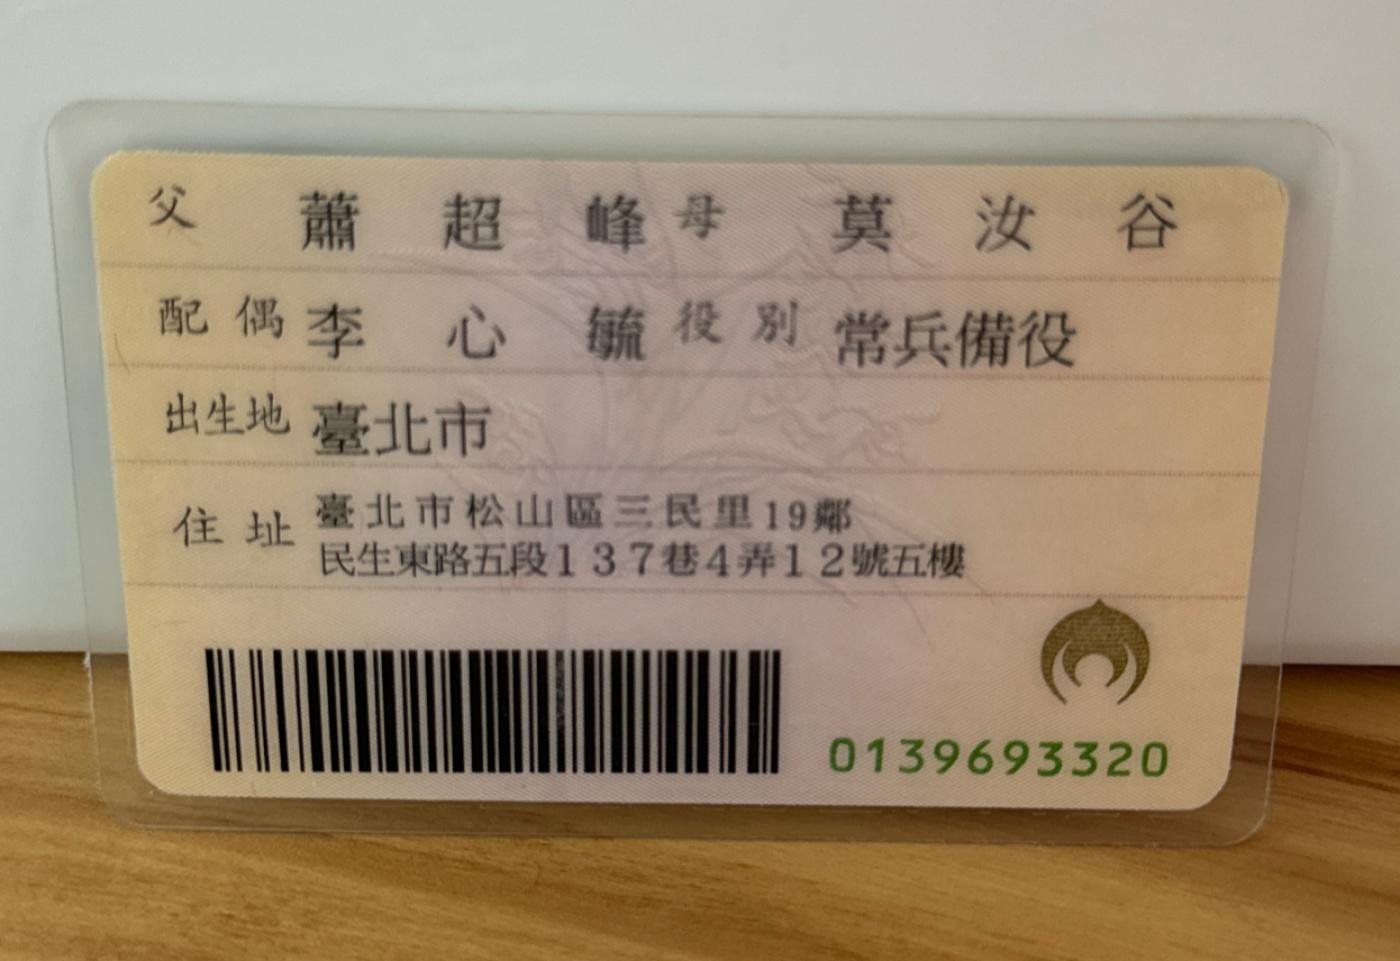 父 蕭超峰 母 莫汝谷
配偶 李心毓 役別 常兵備役
出生地 臺北市
住址 臺北市松山區三民里19鄰
民生東路五段137巷4弄12號五樓
0139693320